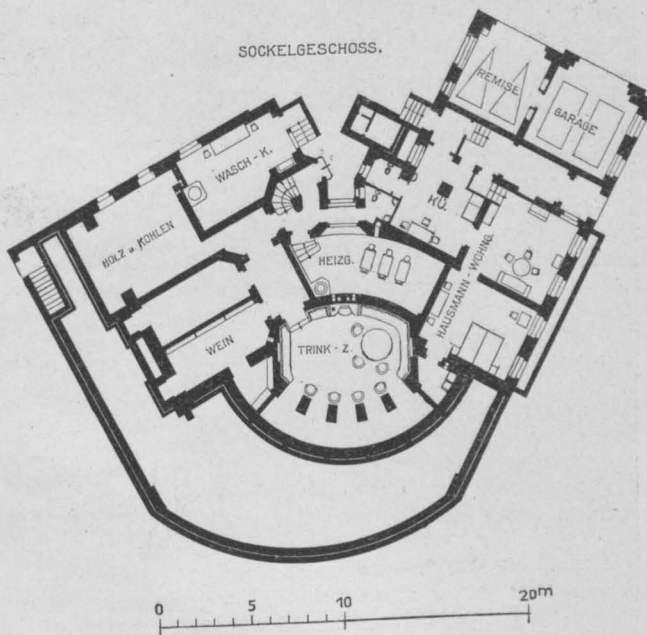 SOCKELGESCHOSS.
REMISE
GARAGE
WASCH-K.
HOLZ u. KOHLEN
KÜ.
HEIZG.
HAUSMANN-WOHNG.
WEIN
TRINK-Z.
0 5 10 20m